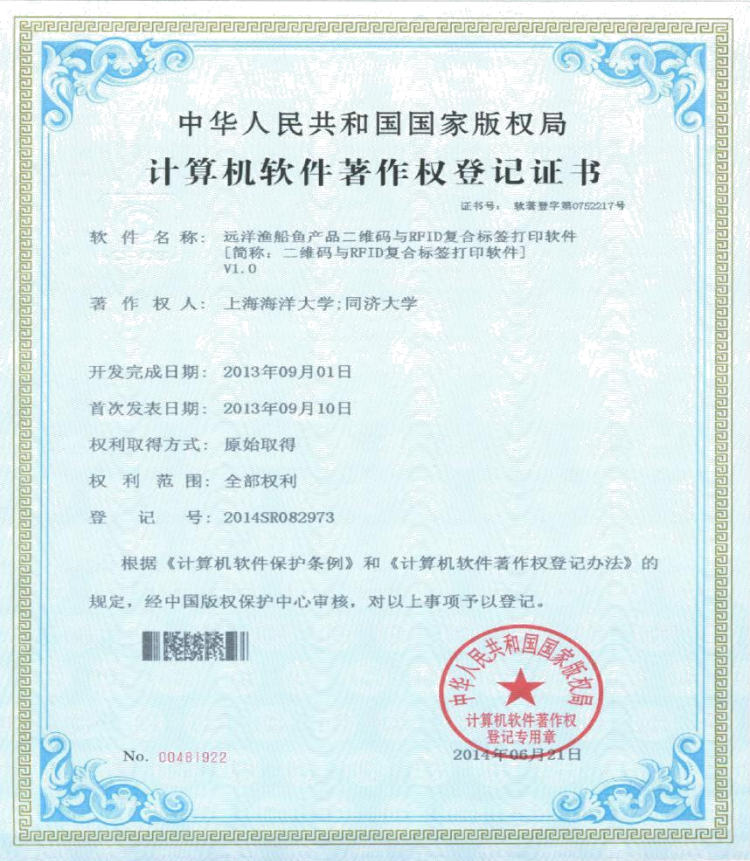 中华人民共和国国家版权局
计算机软件著作权登记证书
证书号： 软著登字第0752217号
软件名称： 远洋渔船鱼产品二维码与RFID复合标签打印软件
[简称：二维码与RFID复合标签打印软件]
V1.0
著作权人： 上海海洋大学;同济大学
开发完成日期： 2013年09月01日
首次发表日期： 2013年09月10日
权利取得方式： 原始取得
权利范围： 全部权利
登记号： 2014SR082973
根据《计算机软件保护条例》和《计算机软件著作权登记办法》的
规定，经中国版权保护中心审核，对以上事项予以登记。
中华人民共和国国家版权局
计算机软件著作权
登记专用章
No. 00481922
2014年06月21日